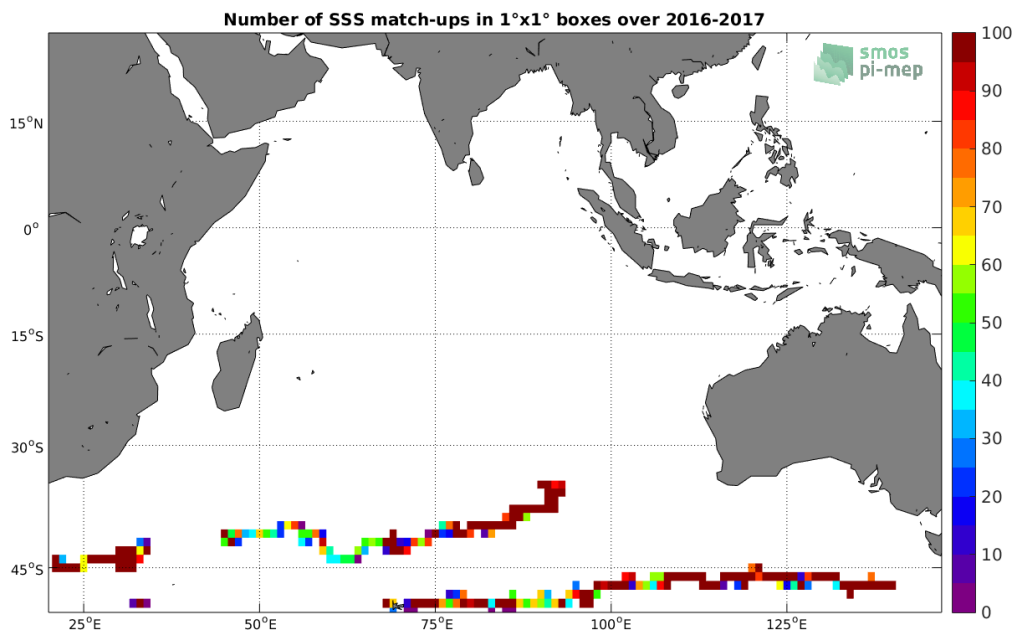 Number of SSS match-ups in 1°x1° boxes over 2016-2017
smos
pi-mep
15°N
0°
15°S
30°S
45°S
25°E
50°E
75°E
100°E
125°E
100
90
80
70
60
50
40
30
20
10
0